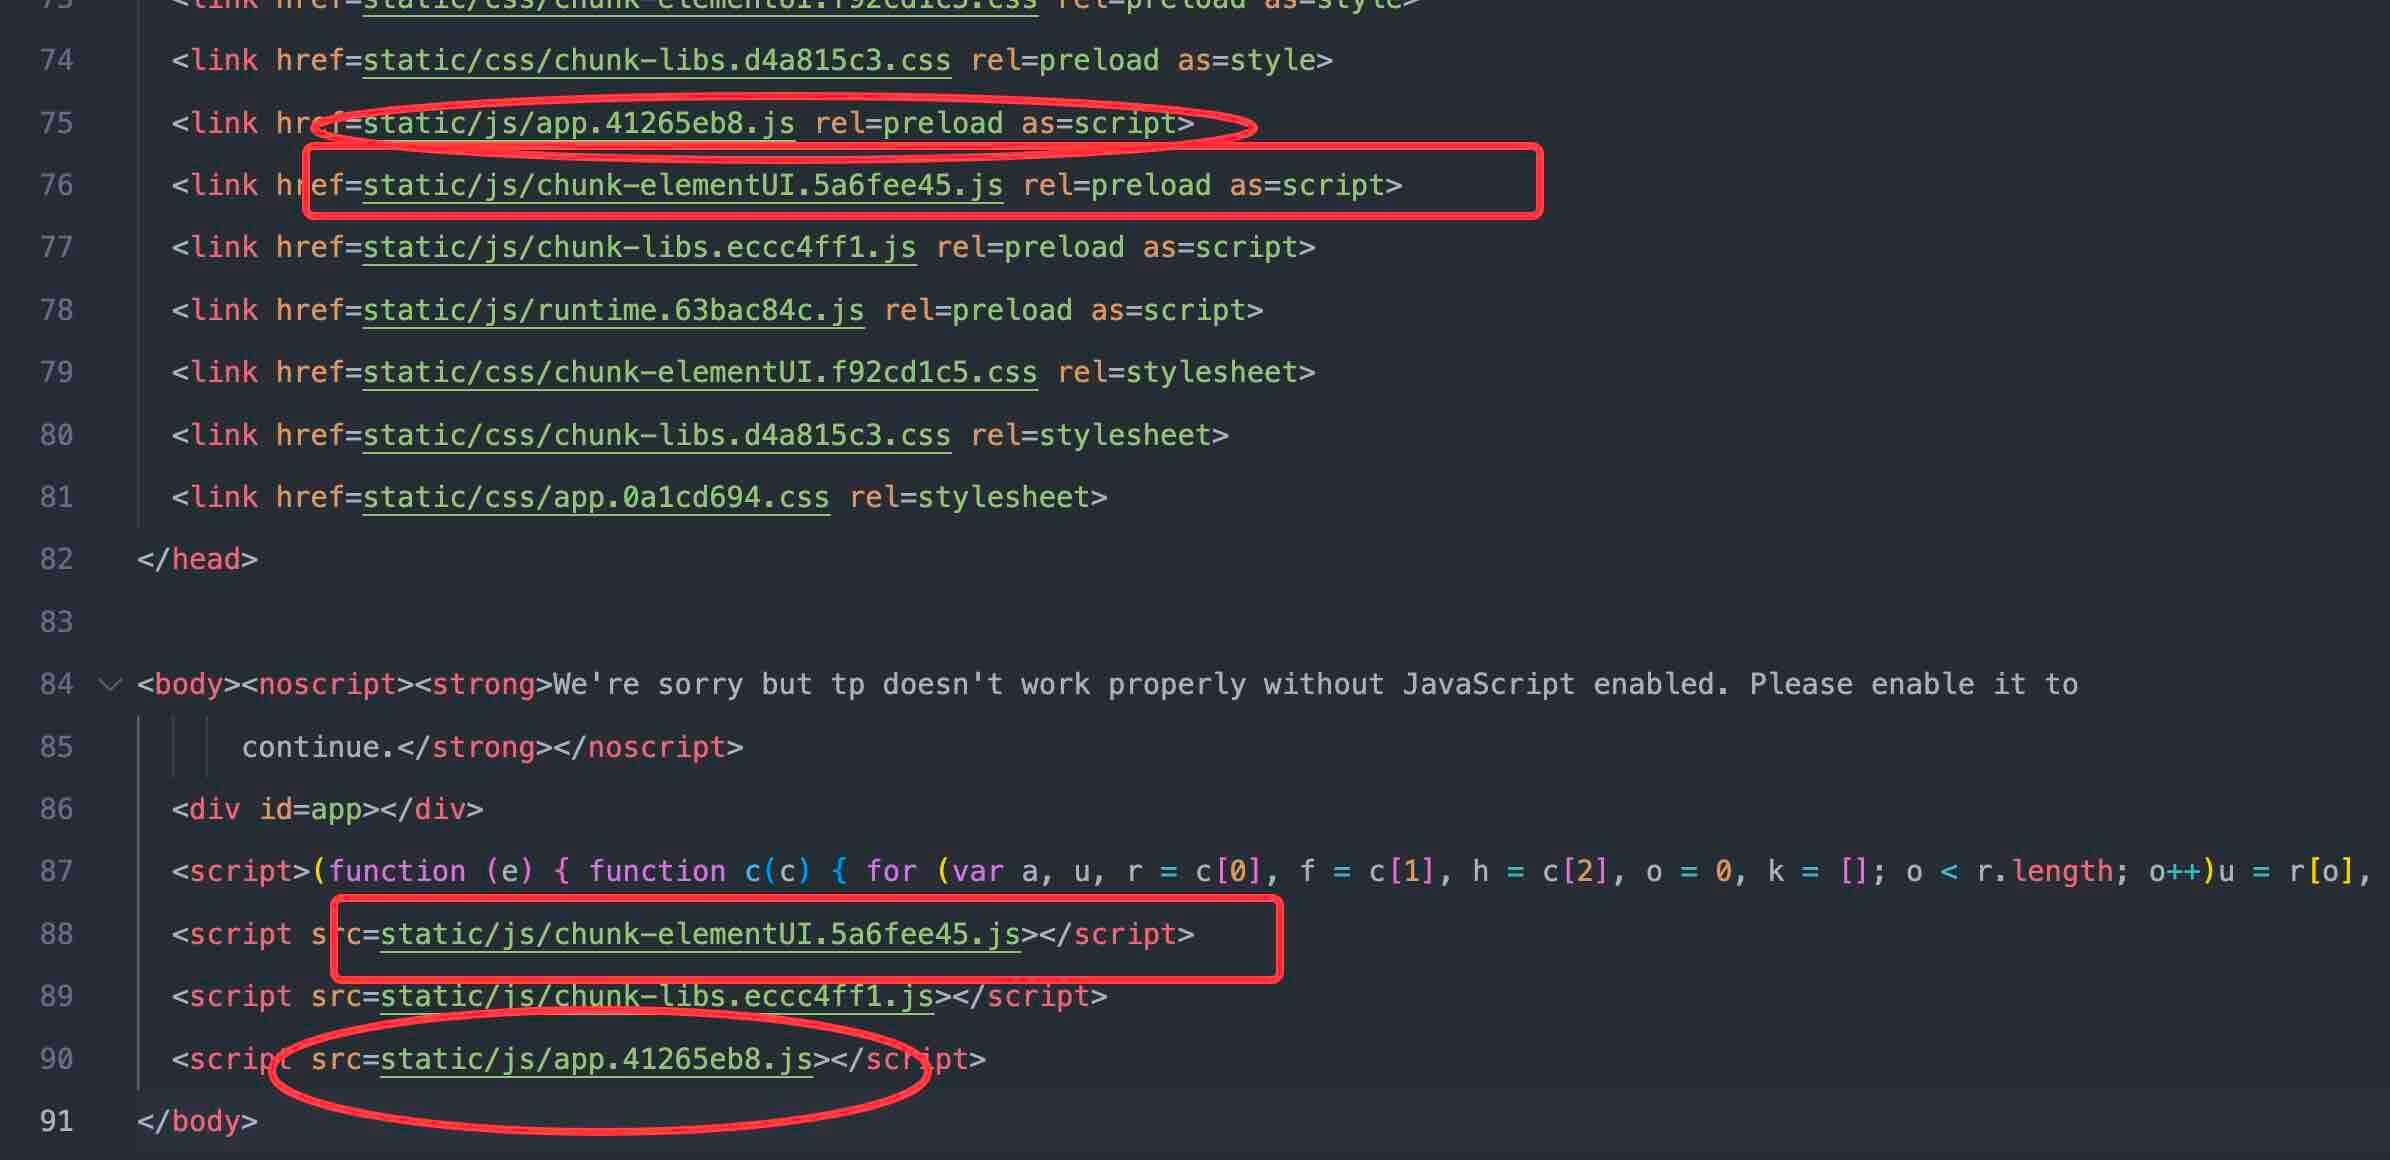 73 <link href=static/css/chunk-elementUI.f92cd1c5.css rel=preload as=style>
74 <link href=static/css/chunk-libs.d4a815c3.css rel=preload as=style>
75 <link href=static/js/app.41265eb8.js rel=preload as=script>
76 <link href=static/js/chunk-elementUI.5a6fee45.js rel=preload as=script>
77 <link href=static/js/chunk-libs.eccc4ff1.js rel=preload as=script>
78 <link href=static/js/runtime.63bac84c.js rel=preload as=script>
79 <link href=static/css/chunk-elementUI.f92cd1c5.css rel=stylesheet>
80 <link href=static/css/chunk-libs.d4a815c3.css rel=stylesheet>
81 <link href=static/css/app.0a1cd694.css rel=stylesheet>
82 </head>
83
84 <body><noscript><strong>We're sorry but tp doesn't work properly without JavaScript enabled. Please enable it to
85 continue.</strong></noscript>
86 <div id=app></div>
87 <script>(function (e) { function c(c) { for (var a, u, r = c[0], f = c[1], h = c[2], o = 0, k = []; o < r.length; o++)u = r[o],
88 <script src=static/js/chunk-elementUI.5a6fee45.js></script>
89 <script src=static/js/chunk-libs.eccc4ff1.js></script>
90 <script src=static/js/app.41265eb8.js></script>
91 </body>